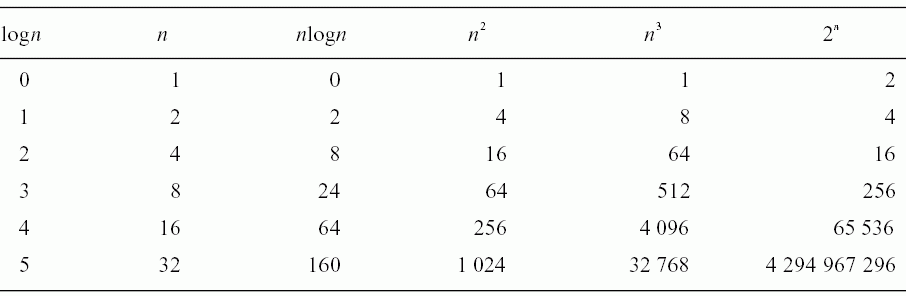 logn n nlogn n² n³ 2ⁿ
0 1 0 1 1 2
1 2 2 4 8 4
2 4 8 16 64 16
3 8 24 64 512 256
4 16 64 256 4 096 65 536
5 32 160 1 024 32 768 4 294 967 296